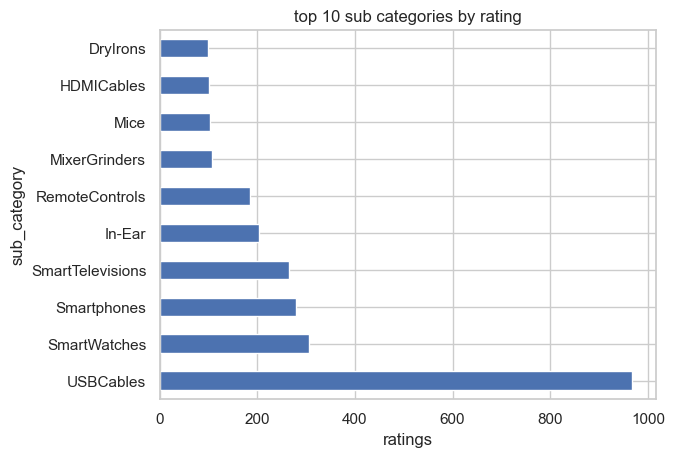 top 10 sub categories by rating
DryIrons
HDMICables
Mice
MixerGrinders
RemoteControls
In-Ear
SmartTelevisions
Smartphones
SmartWatches
USBCables
sub_category
0 200 400 600 800 1000
ratings